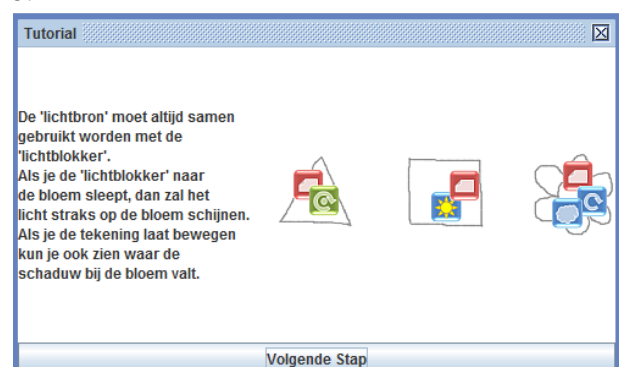 Tutorial
De 'lichtbron' moet altijd samen
gebruikt worden met de
'lichtblokker'.
Als je de 'lichtblokker' naar
de bloem sleept, dan zal het
licht straks op de bloem schijnen.
Als je de tekening laat bewegen
kun je ook zien waar de
schaduw bij de bloem valt.
Volgende Stap